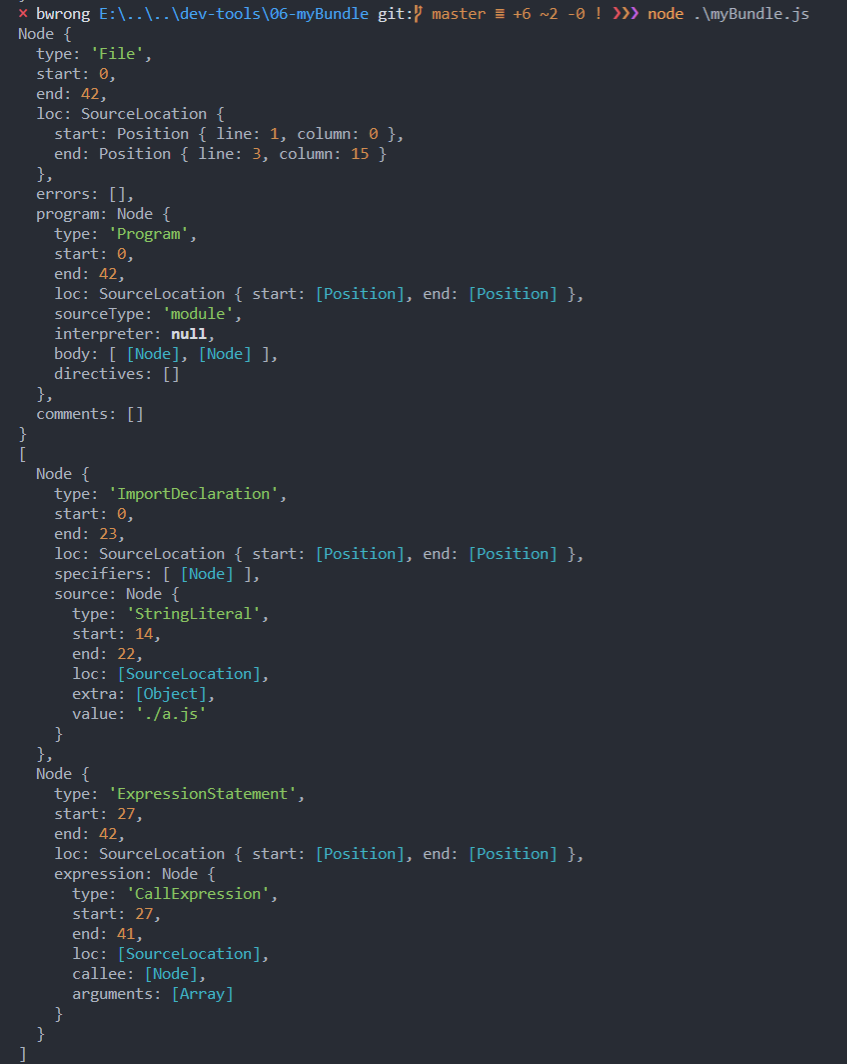 × bwrong E:\..\..\dev-tools\06-myBundle git: master ≡ +6 ~2 -0 ! ❯❯❯ node .\myBundle.js
Node {
  type: 'File',
  start: 0,
  end: 42,
  loc: SourceLocation {
    start: Position { line: 1, column: 0 },
    end: Position { line: 3, column: 15 }
  },
  errors: [],
  program: Node {
    type: 'Program',
    start: 0,
    end: 42,
    loc: SourceLocation { start: [Position], end: [Position] },
    sourceType: 'module',
    interpreter: null,
    body: [ [Node], [Node] ],
    directives: []
  },
  comments: []
}
[
  Node {
    type: 'ImportDeclaration',
    start: 0,
    end: 23,
    loc: SourceLocation { start: [Position], end: [Position] },
    specifiers: [ [Node] ],
    source: Node {
      type: 'StringLiteral',
      start: 14,
      end: 22,
      loc: [SourceLocation],
      extra: [Object],
      value: './a.js'
    }
  },
  Node {
    type: 'ExpressionStatement',
    start: 27,
    end: 42,
    loc: SourceLocation { start: [Position], end: [Position] },
    expression: Node {
      type: 'CallExpression',
      start: 27,
      end: 41,
      loc: [SourceLocation],
      callee: [Node],
      arguments: [Array]
    }
  }
]